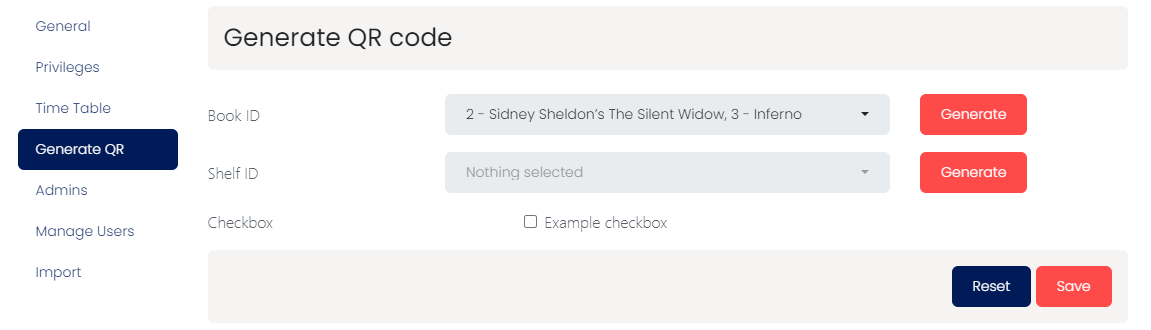 General
Privileges
Time Table
Generate QR
Admins
Manage Users
Import
Generate QR code
Book ID 2 - Sidney Sheldon’s The Silent Widow, 3 - Inferno Generate
Shelf ID Nothing selected Generate
Checkbox Example checkbox
Reset Save